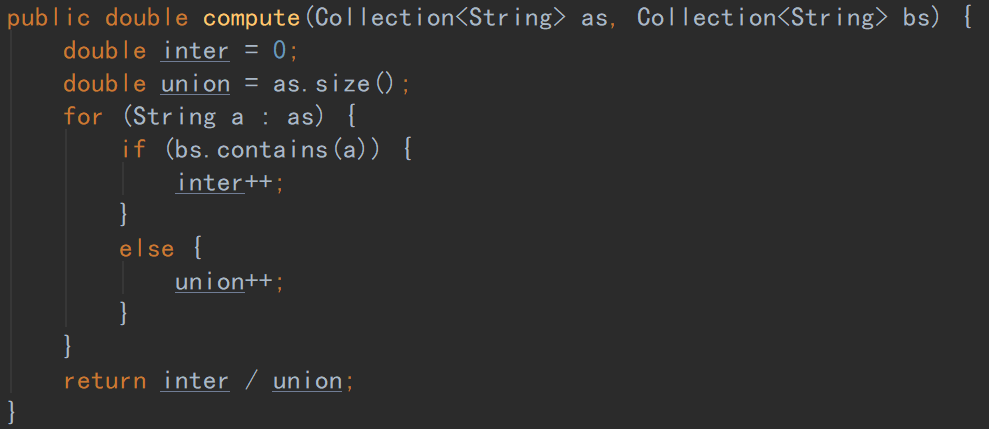 public double compute(Collection<String> as, Collection<String> bs) {
    double inter = 0;
    double union = as.size();
    for (String a : as) {
        if (bs.contains(a)) {
            inter++;
        }
        else {
            union++;
        }
    }
    return inter / union;
}